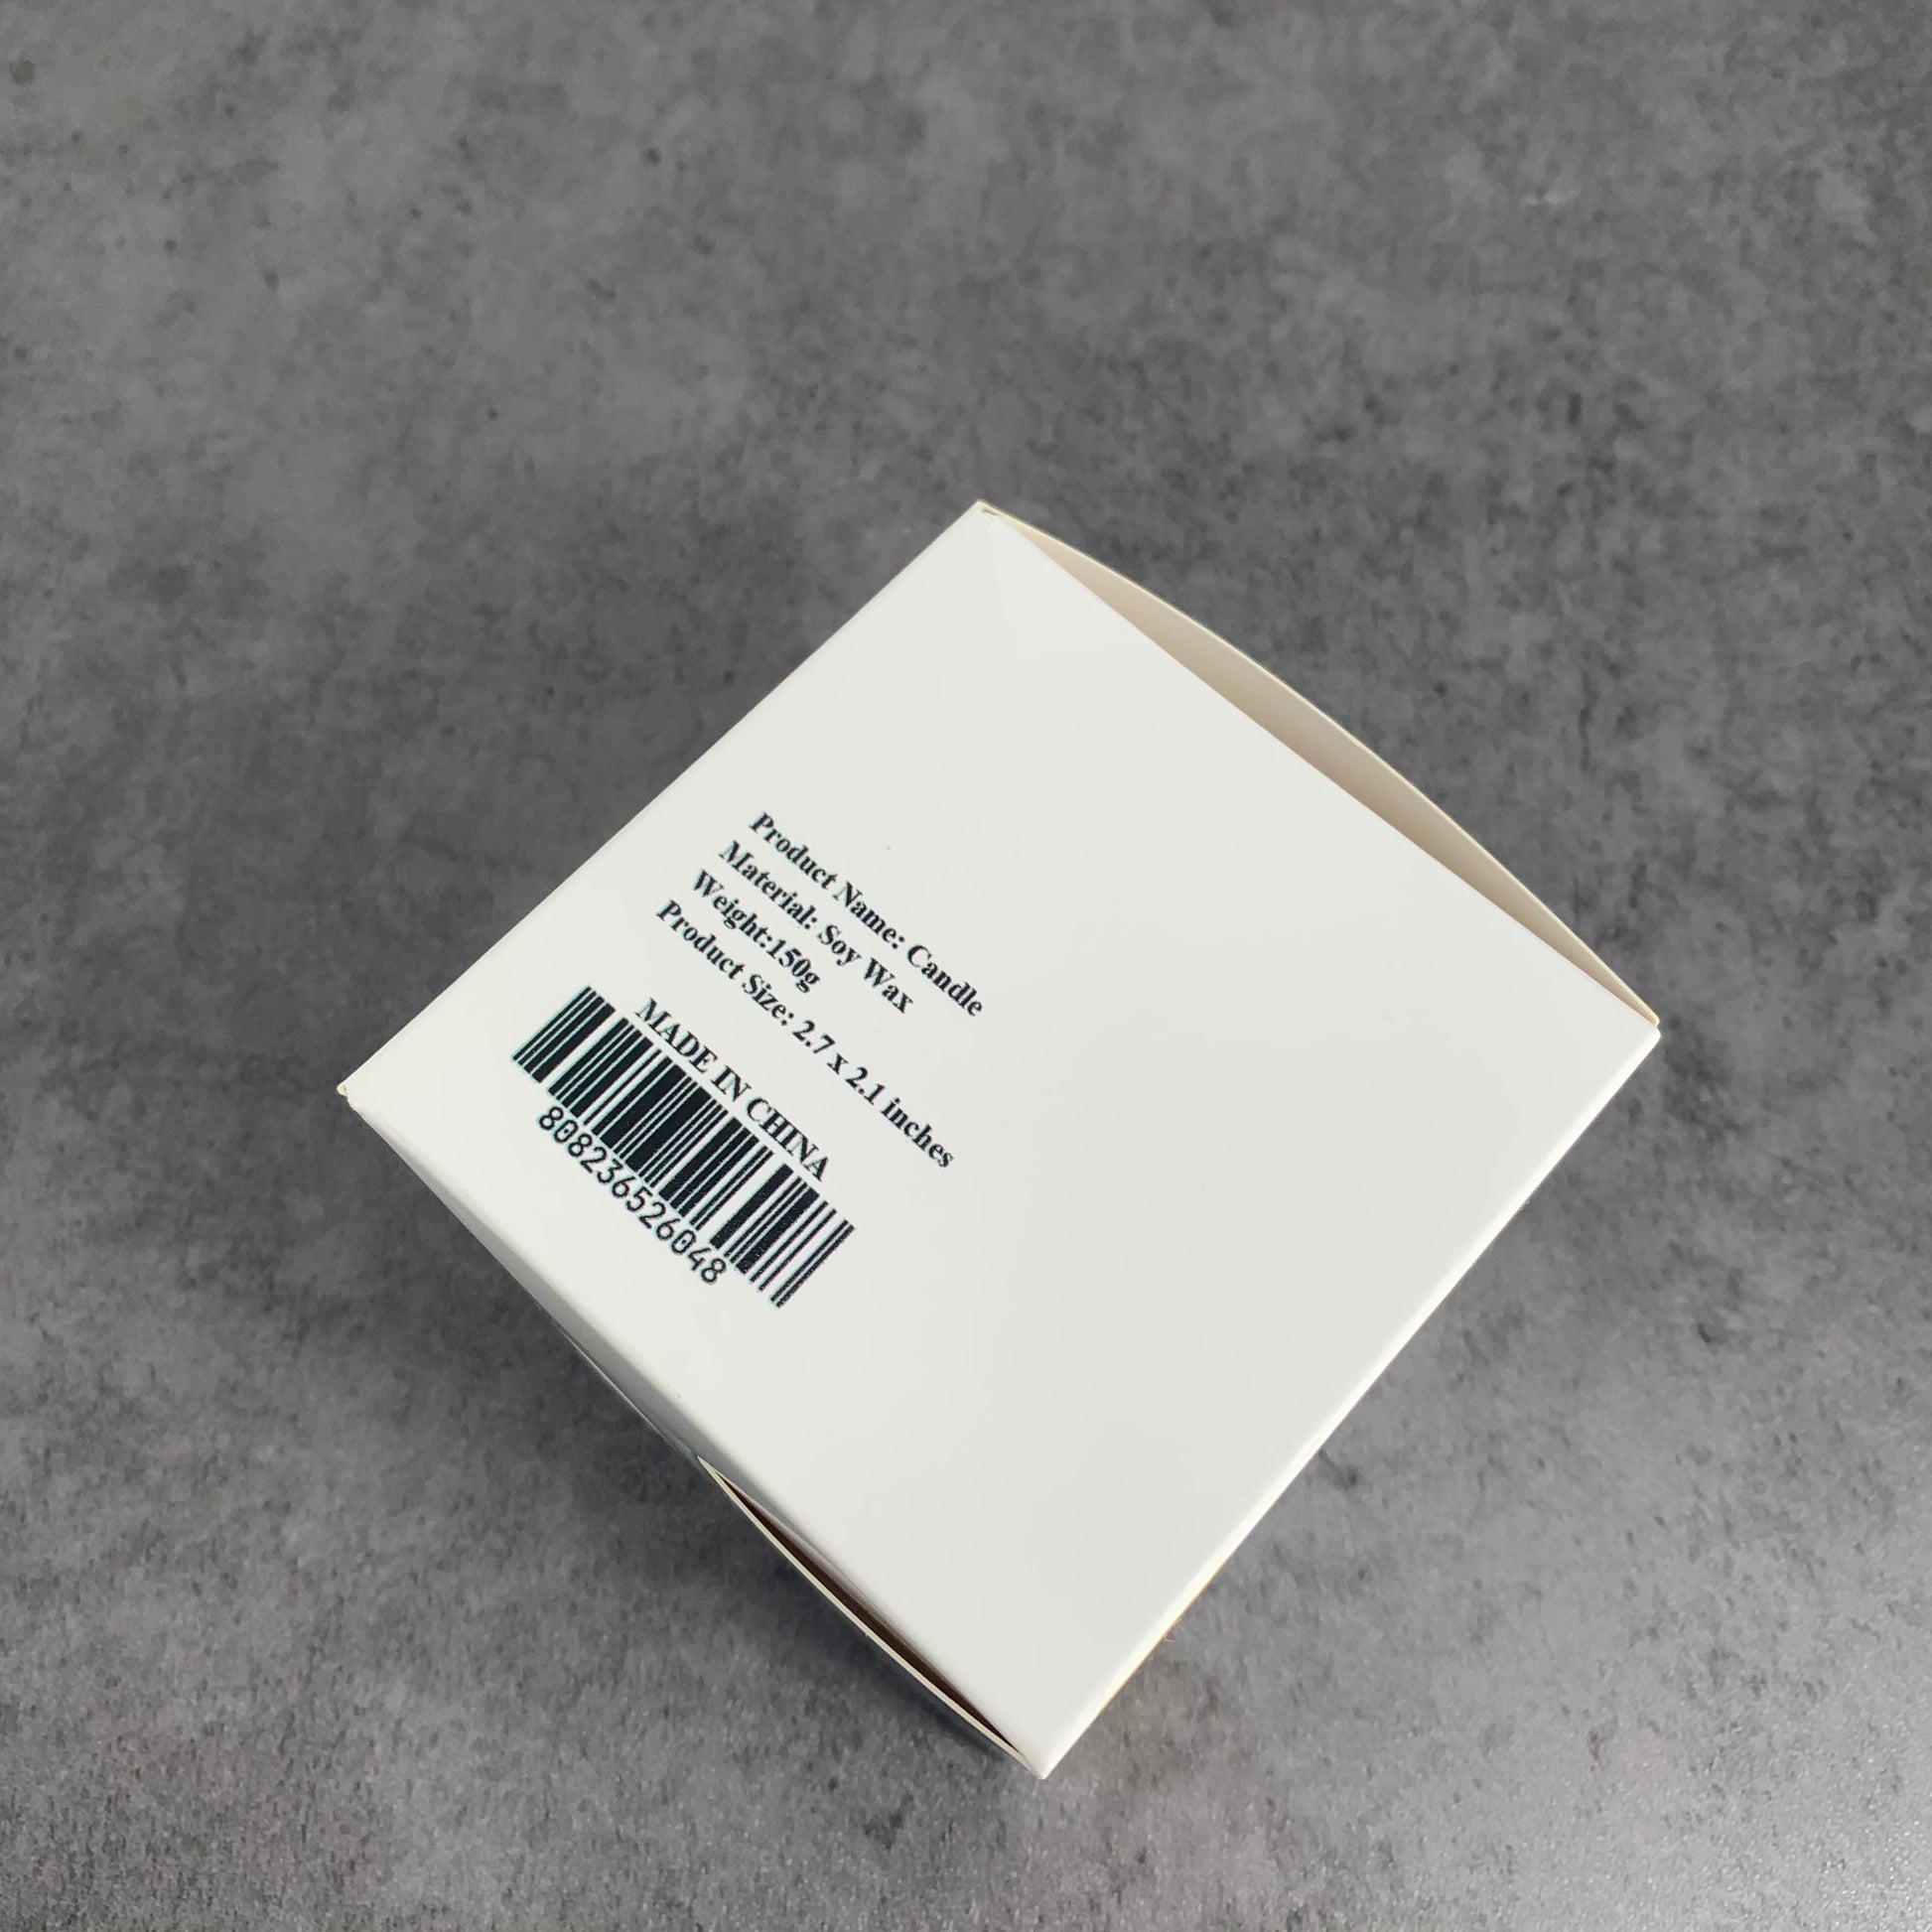 Product Name: Candle
Material: Soy Wax
Weight:150g
Product Size: 2.7 x 2.1 inches
MADE IN CHINA
808236526048